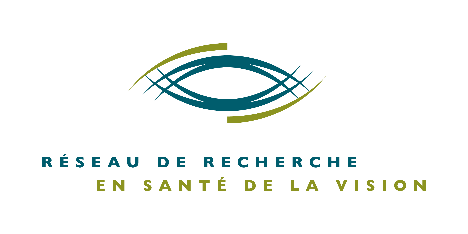 RÉSEAU DE RECHERCHE
EN SANTÉ DE LA VISION